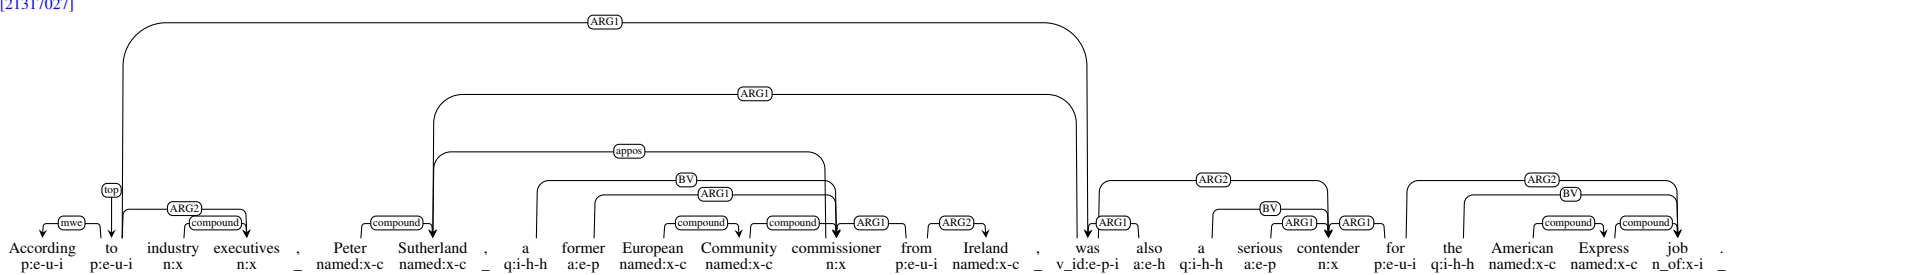 [21317027]
ARG1
ARG1
appos
BV
ARG1
top
ARG2
mwe
compound
compound
compound
compound
ARG1
ARG2
ARG2
BV
ARG1
ARG1
ARG1
ARG2
BV
compound
compound
According to industry executives , Peter Sutherland , a former European Community commissioner from Ireland , was also a serious contender for the American Express job .
p:e-u-i p:e-u-i n:x n:x _ named:x-c named:x-c _ q:i-h-h a:e-p named:x-c named:x-c n:x p:e-u-i named:x-c _ v_id:e-p-i a:e-h q:i-h-h a:e-p n:x p:e-u-i q:i-h-h named:x-c named:x-c n_of:x-i _